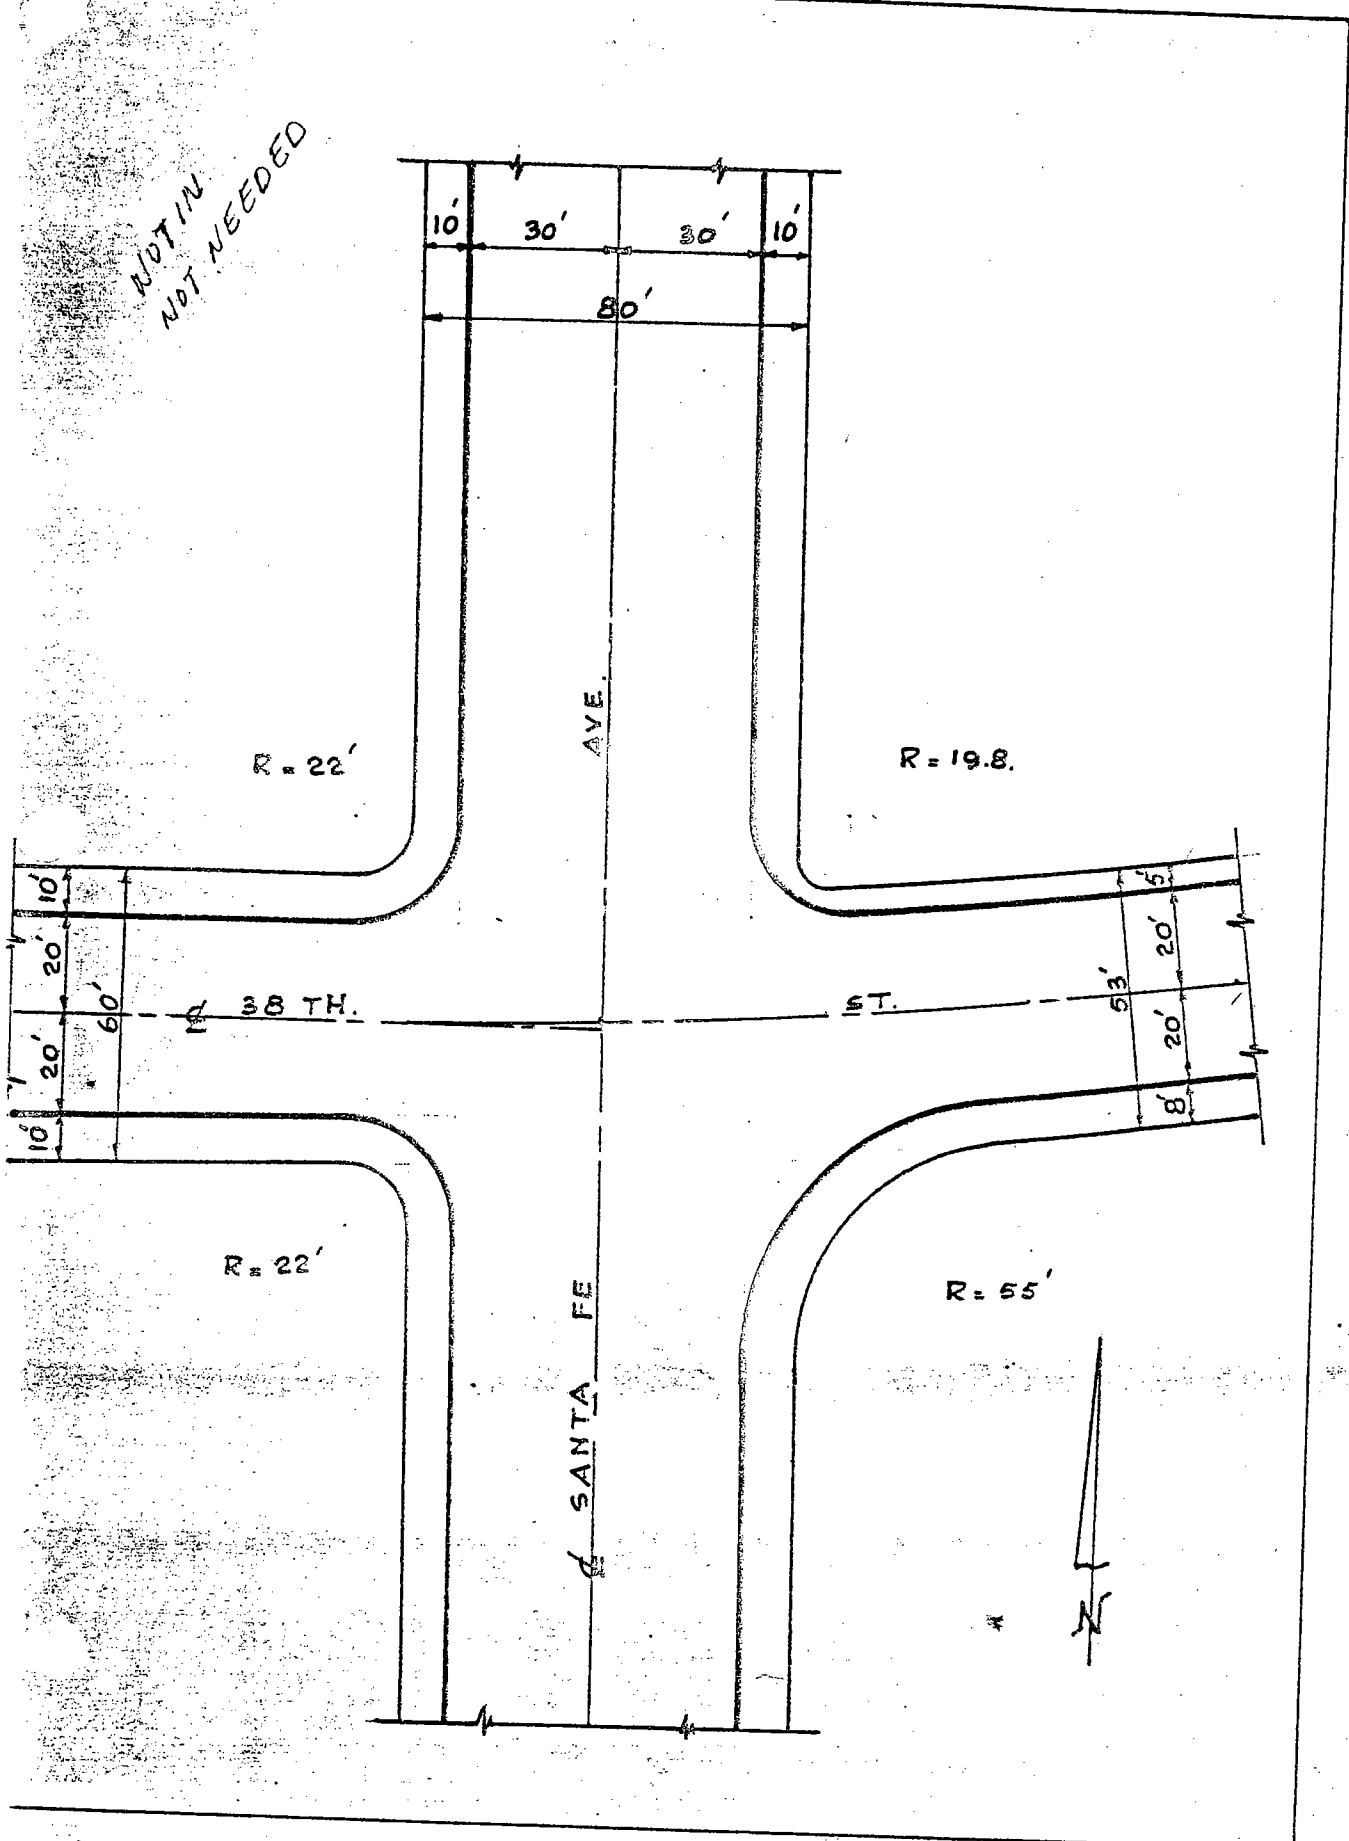 NOT IN
NOT NEEDED
10' 30' 30' 10'
80'
AVE.
R = 22'
R = 19.8.
10'
20'
60'
20'
10'
℄ 38 TH.
ST.
5'
20'
53'
20'
8'
R = 22'
R = 55'
℄ SANTA FE
N